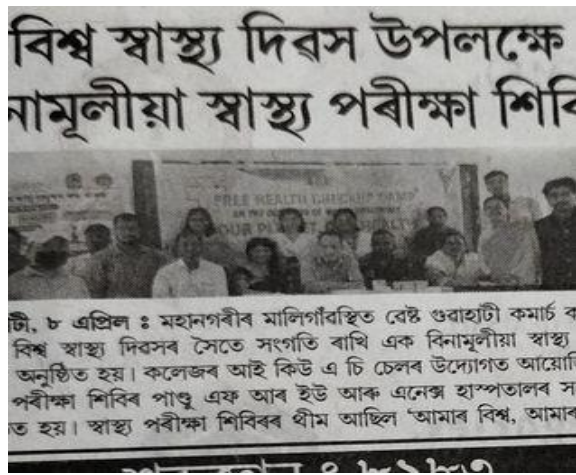 বিশ্ব স্বাস্থ্য দিৱস উপলক্ষে
নামূলীয়া স্বাস্থ্য পৰীক্ষা শিবি
FREE HEALTH CHECKUP CAMP
OUR PLANET, OUR HEALTH
টী, ৮ এপ্ৰিল ঃ মহানগৰীৰ মালিগাঁৱস্থিত ৱেষ্ট গুৱাহাটী কমাৰ্চ ক
বিশ্ব স্বাস্থ্য দিৱসৰ সৈতে সংগতি ৰাখি এক বিনামূলীয়া স্বাস্থ্য
অনুষ্ঠিত হয়। কলেজৰ আই কিউ এ চি চেলৰ উদ্যোগত আয়োজি
পৰীক্ষা শিবিৰ পাণ্ডু এফ আৰ ইউ আৰু এনেক্স হাস্পতালৰ স
ত হয়। স্বাস্থ্য পৰীক্ষা শিবিৰৰ থীম আছিল 'আমাৰ বিশ্ব, আমাৰ